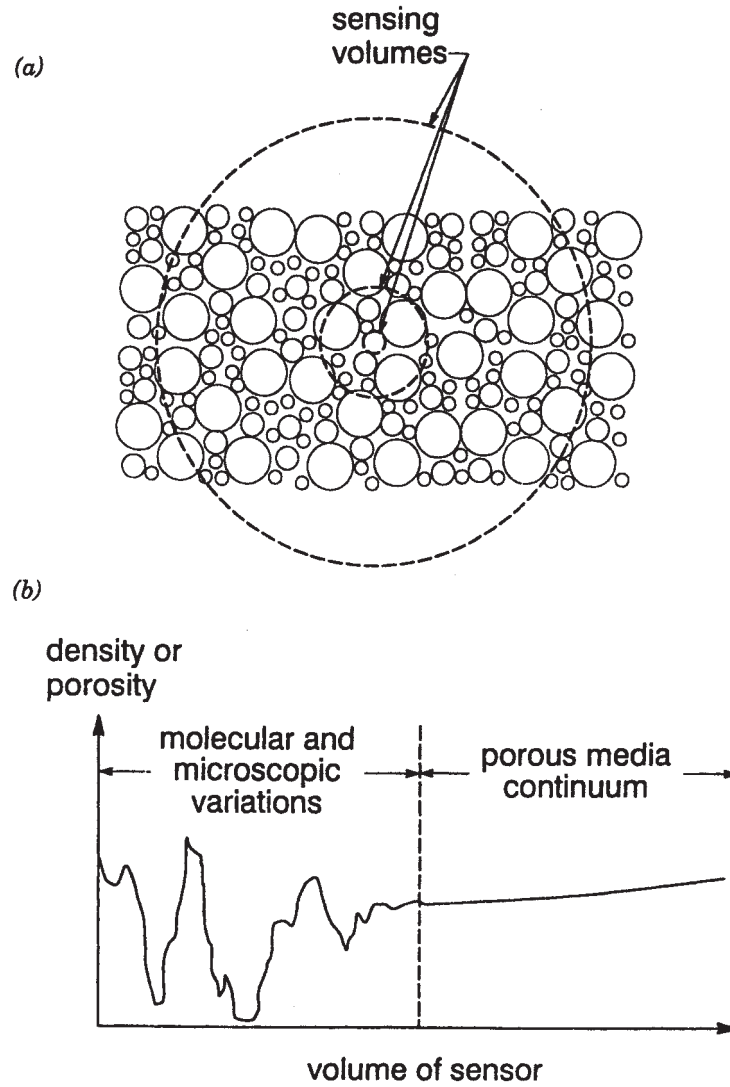 sensing
volumes
(a)
(b)
density or
porosity
molecular and
microscopic
variations
porous media
continuum
volume of sensor